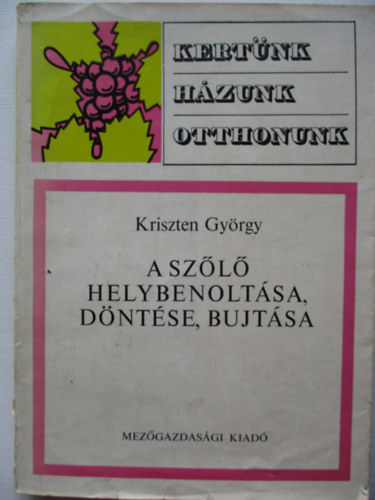 KERTÜNK
HÁZUNK
OTTHONUNK
Kriszten György
A SZŐLŐ
HELYBENOLTÁSA,
DÖNTÉSE, BUJTÁSA
MEZŐGAZDASÁGI KIADÓ